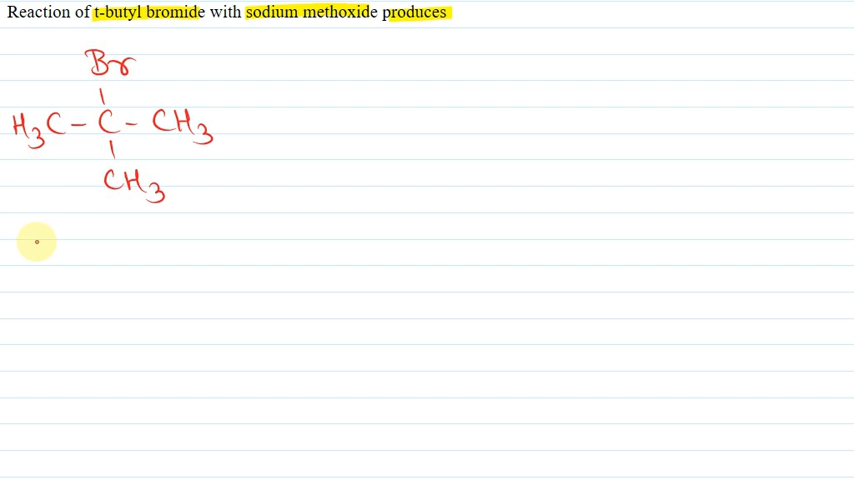 Reaction of t-butyl bromide with sodium methoxide produces
Br
H3C - C - CH3
CH3